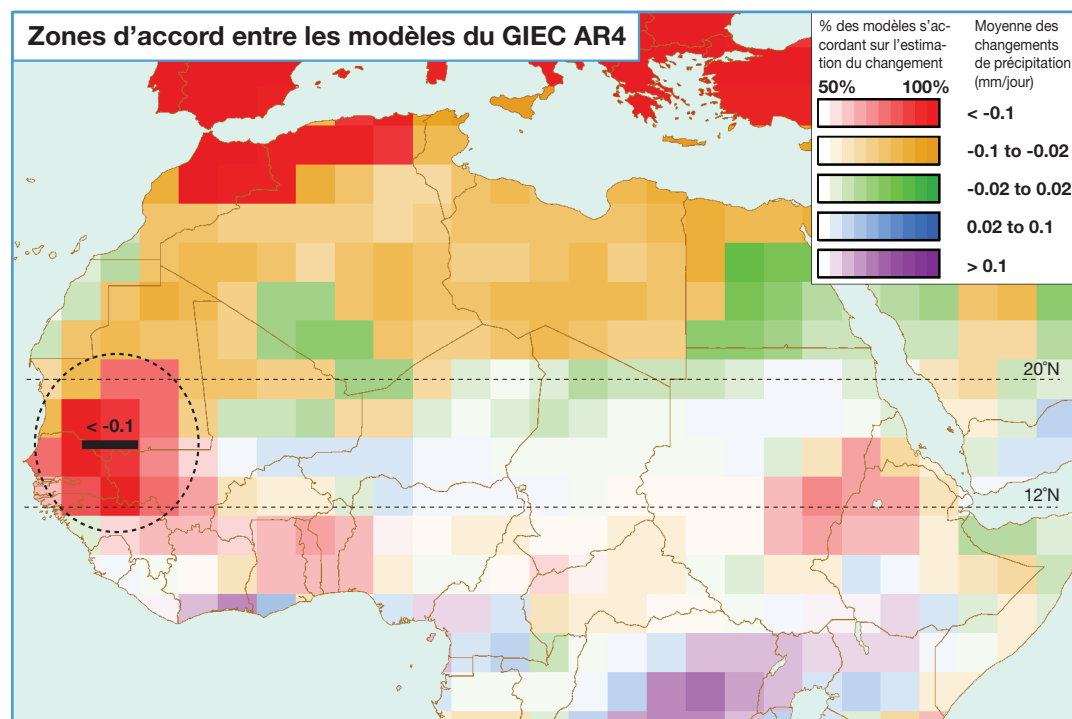 Zones d’accord entre les modèles du GIEC AR4
% des modèles s’ac-
cordant sur l’estima-
tion du changement
50% 100%
Moyenne des
changements
de précipitation
(mm/jour)
< -0.1
-0.1 to -0.02
-0.02 to 0.02
0.02 to 0.1
> 0.1
20°N
< -0.1
12°N